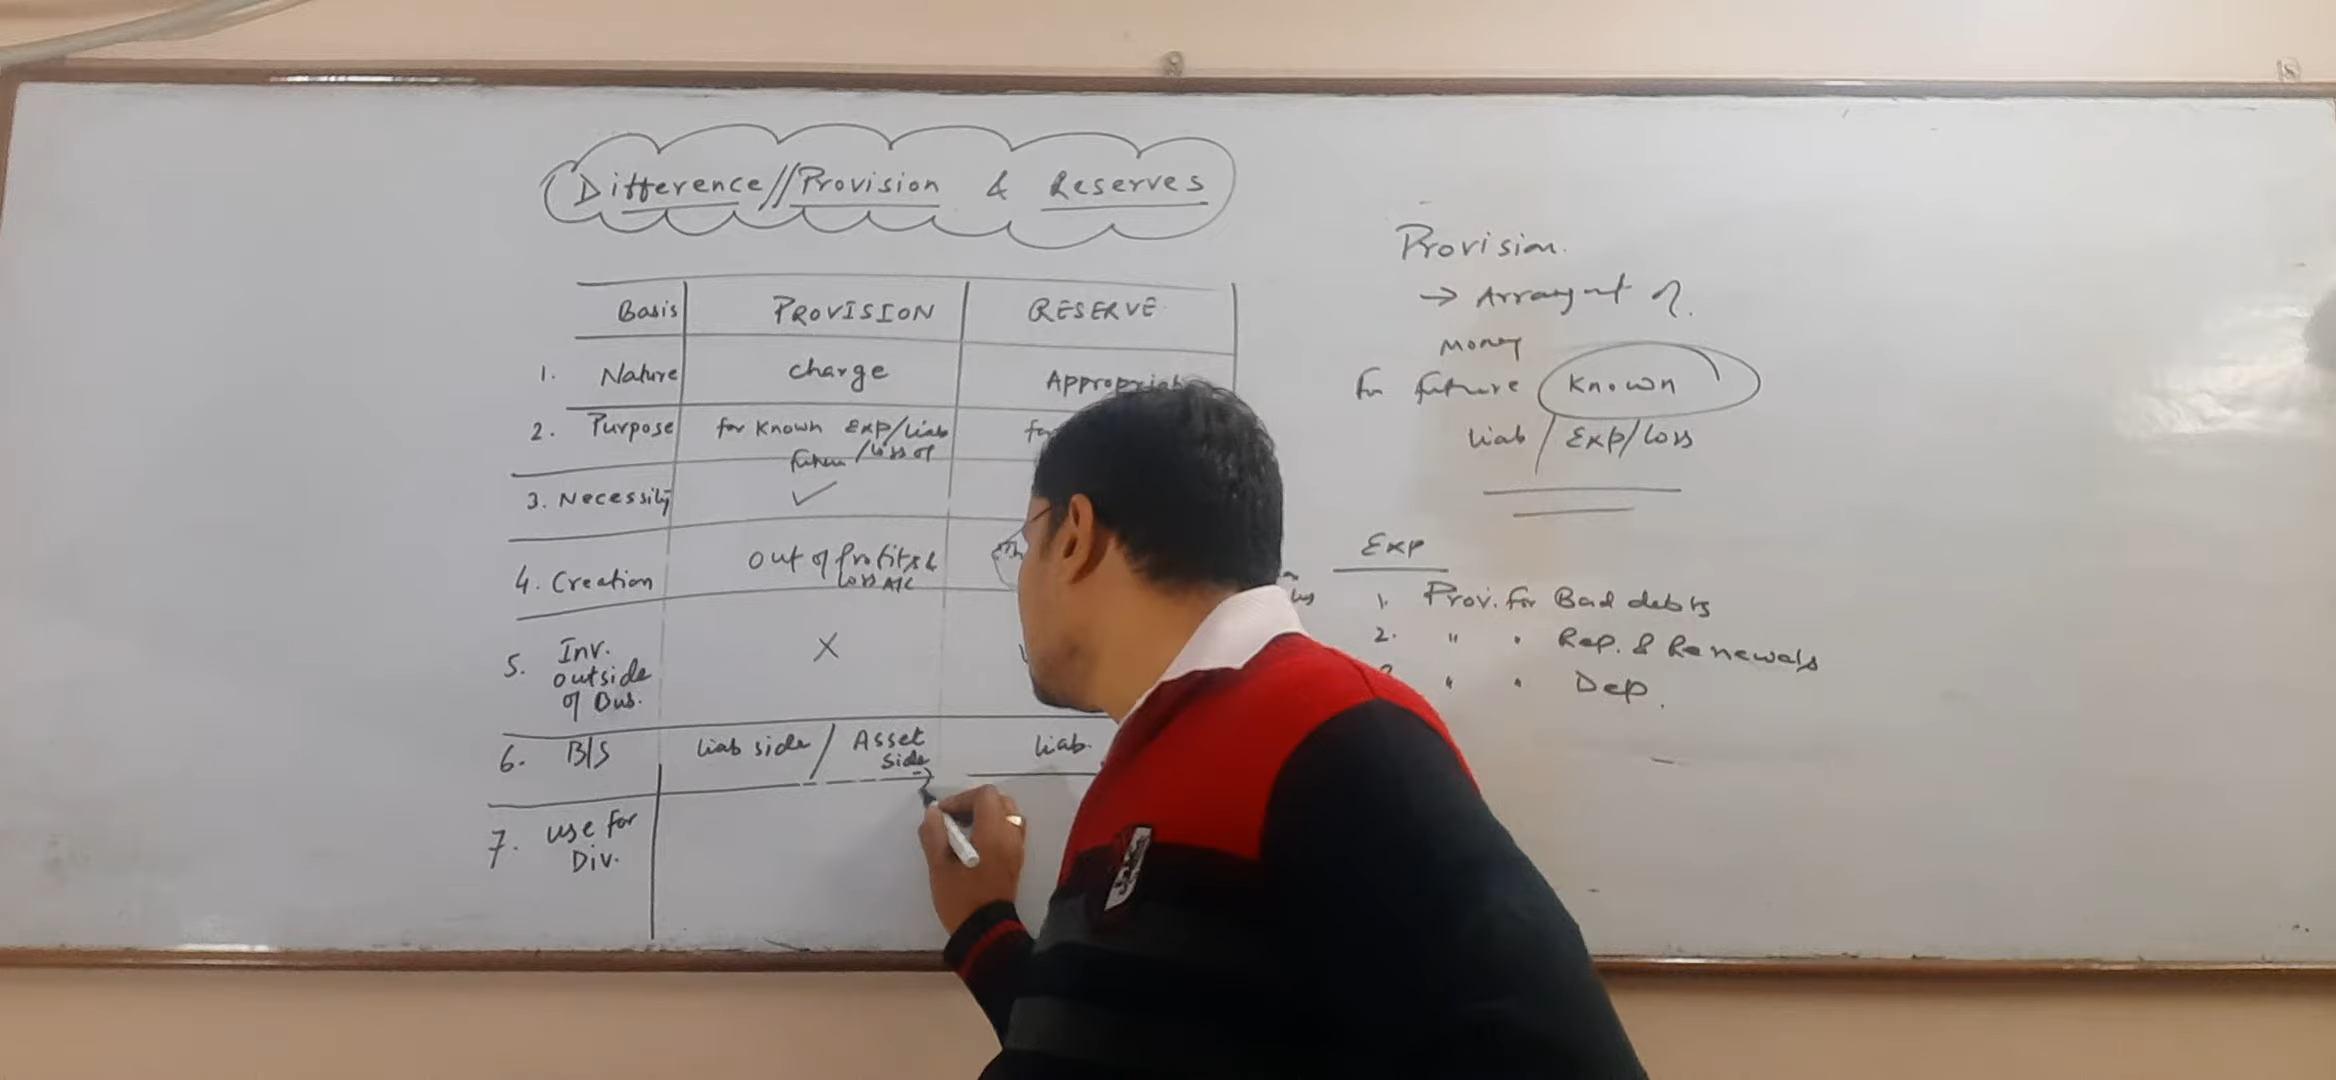 Difference // Provision & Reserves
Basis PROVISION RESERVE
1. Nature charge
2. Purpose for Known Exp/Liab
future /Loss of
3. Necessity ✓
4. Creation out of Profit &
Loss A/c
5. Inv. outside of Bus. X
6. B/S Liab side / Asset side Liab.
7. Use for Div.
Provision.
→
Money
for future Known
Liab / Exp/Loss
Exp
1. Prov. for Bad debts
2. " " Rep. & Renewals
" " Dep.